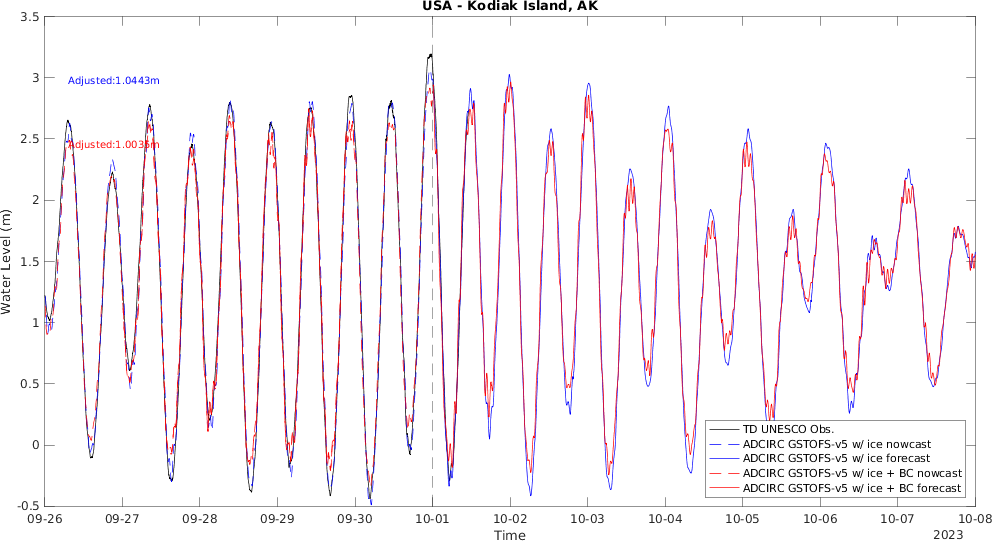 USA - Kodiak Island, AK
3.5
3
2.5
2
1.5
1
0.5
0
-0.5
Water Level (m)
Adjusted:1.0443m
Adjusted:1.0035m
TD UNESCO Obs.
ADCIRC GSTOFS-v5 w/ ice nowcast
ADCIRC GSTOFS-v5 w/ ice forecast
ADCIRC GSTOFS-v5 w/ ice + BC nowcast
ADCIRC GSTOFS-v5 w/ ice + BC forecast
09-26 09-27 09-28 09-29 09-30 10-01 10-02 10-03 10-04 10-05 10-06 10-07 10-08
Time
2023